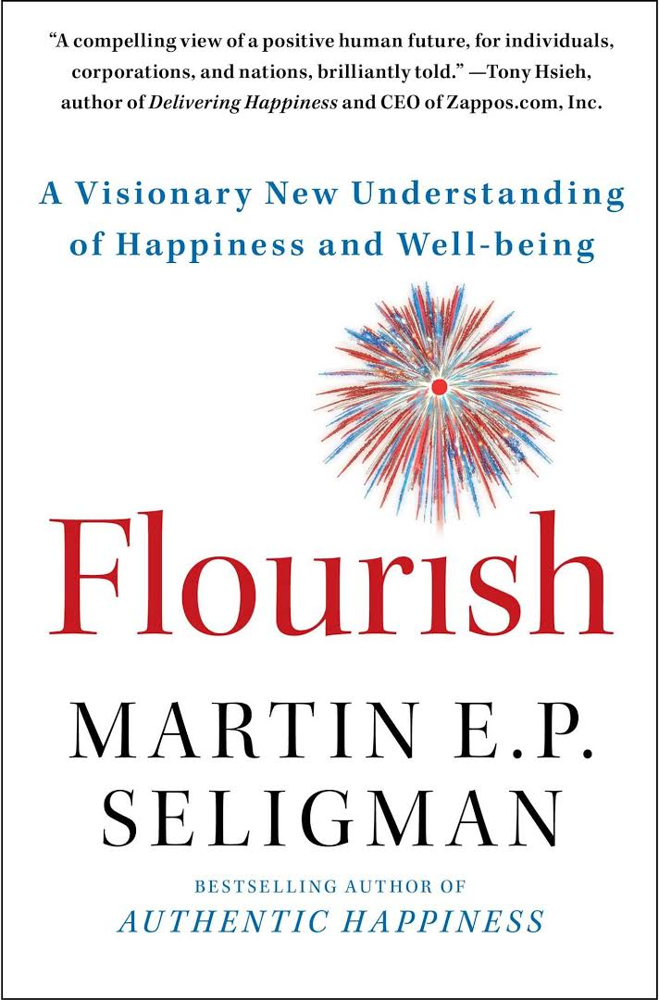 “A compelling view of a positive human future, for individuals,
corporations, and nations, brilliantly told.” —Tony Hsieh,
author of Delivering Happiness and CEO of Zappos.com, Inc.
A Visionary New Understanding
of Happiness and Well-being
Flourish
MARTIN E.P.
SELIGMAN
BESTSELLING AUTHOR OF
AUTHENTIC HAPPINESS